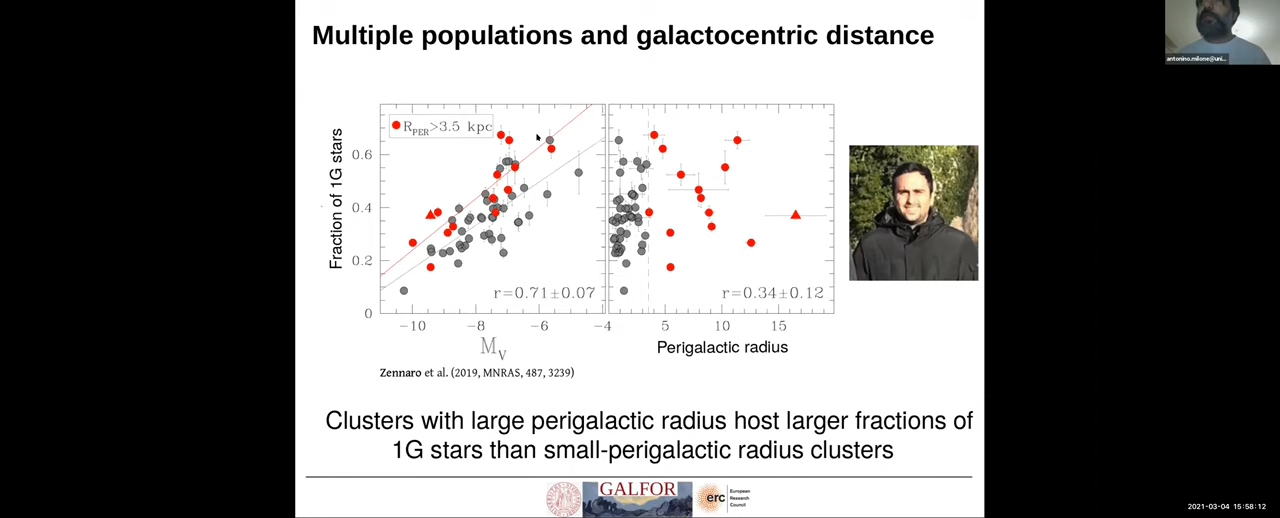 Multiple populations and galactocentric distance
antonino.milone@uni...
Fraction of 1G stars
R_PER>3.5 kpc
0.6
0.4
0.2
0
r=0.71±0.07
r=0.34±0.12
−10
−8
−6
−4
5
10
15
M_V
Perigalactic radius
Zennaro et al. (2019, MNRAS, 487, 3239)
Clusters with large perigalactic radius host larger fractions of
1G stars than small-perigalactic radius clusters
GALFOR
erc
European
Research
Council
2021-03-04 15:58:12